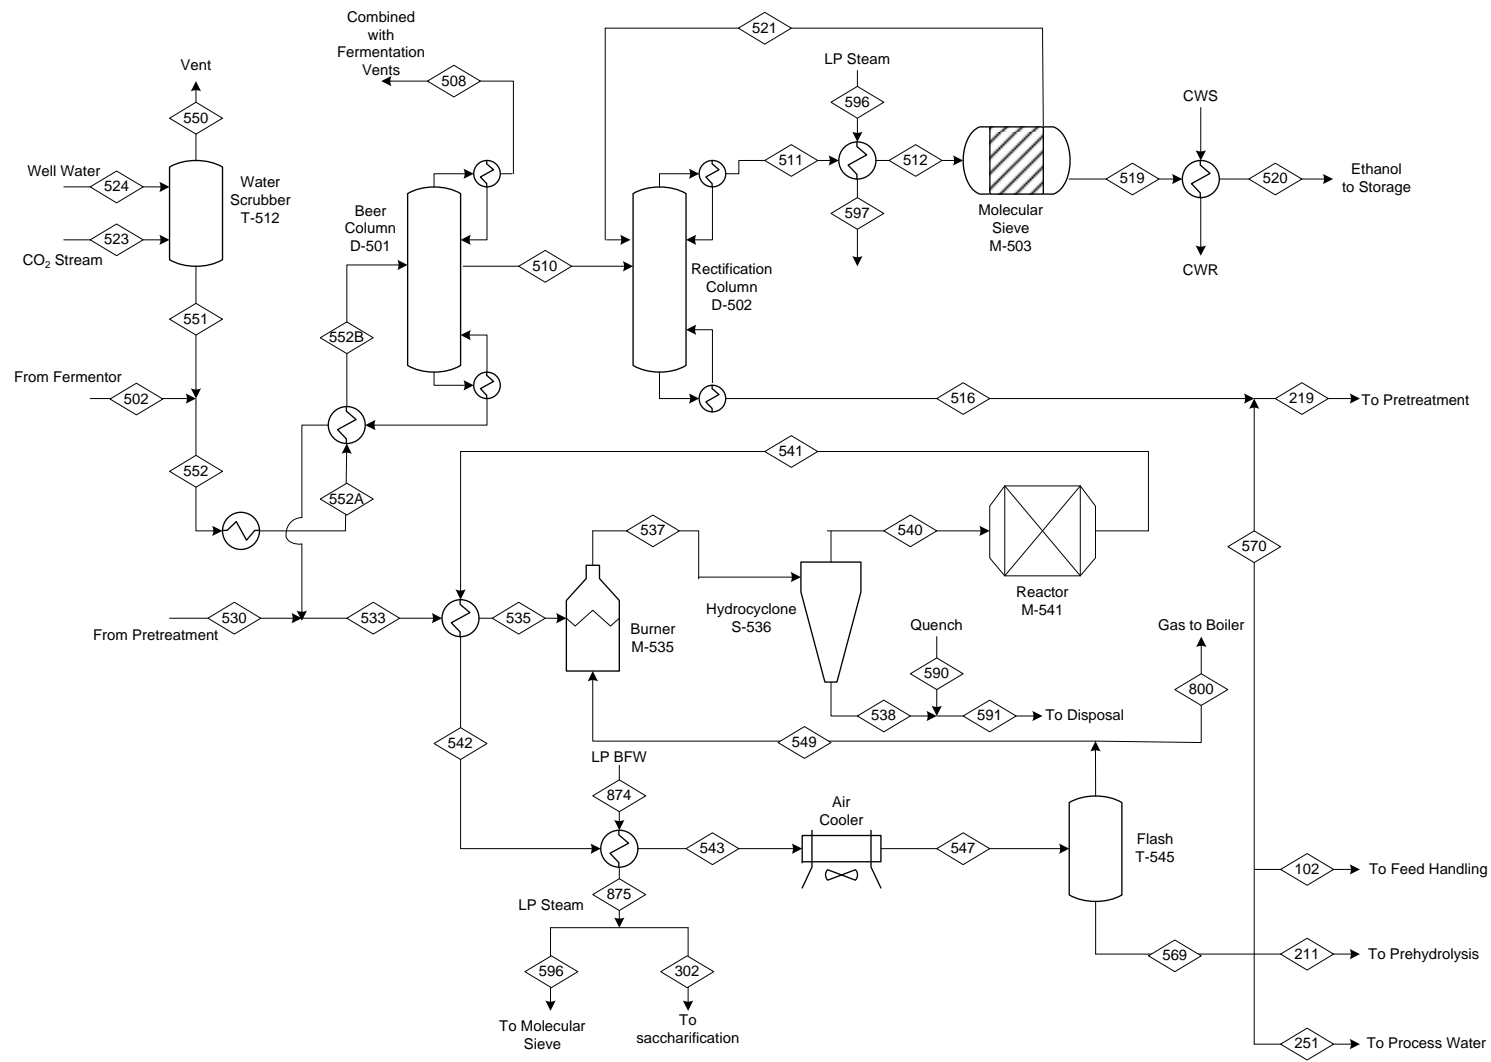 Combined
with
Fermentation
Vents
521
LP Steam
Vent
508
596
CWS
550
511
512
Well Water
524
Water
Scrubber
T-512
519
520
Ethanol
to Storage
Beer
Column
D-501
597
Molecular
Sieve
M-503
523
CO₂ Stream
510
Rectification
Column
D-502
CWR
551
552B
From Fermentor
502
516
219
To Pretreatment
541
552
552A
537
540
570
Reactor
M-541
530
From Pretreatment
533
535
Burner
M-535
Hydrocyclone
S-536
Quench
Gas to Boiler
590
800
538
591
To Disposal
542
549
LP BFW
874
Air
Cooler
543
547
Flash
T-545
102
To Feed Handling
875
LP Steam
569
211
To Prehydrolysis
596
302
To Molecular
Sieve
To
saccharification
251
To Process Water